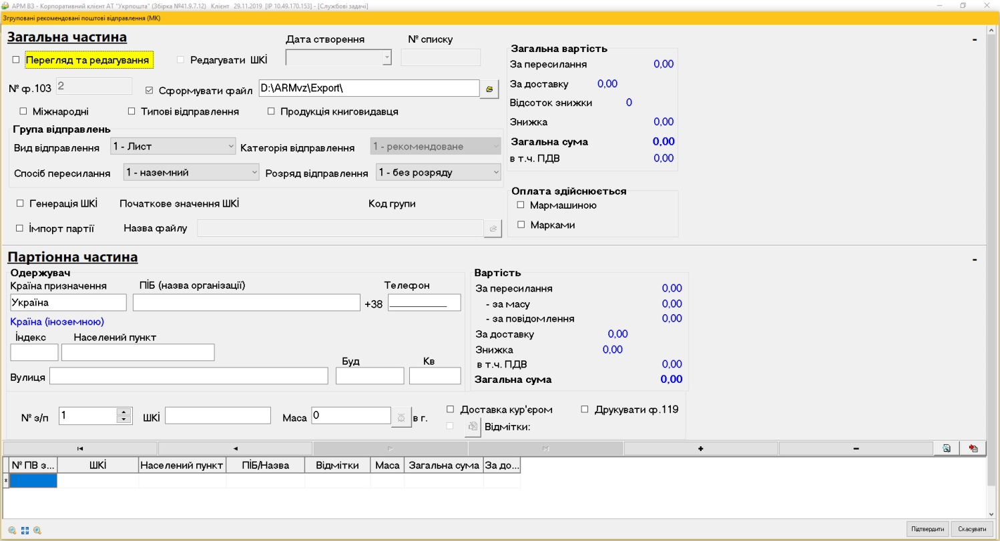 АРМ ВЗ - Корпоративний клієнт АТ "Укрпошта" (Збірка №41.9.7.12) Клієнт 29.11.2019 [IP 10.49.170.153] - [Службові задачі]
Згруповані рекомендовані поштові відправлення (МК)
Загальна частина
Дата створення № списку
Перегляд та редагування Редагувати ШКІ
№ ф.103 2 Сформувати файл D:\ARMvz\Export\
Міжнародні Типові відправлення Продукція книговидавця
Група відправлень
Вид відправлення 1 - Лист Категорія відправлення 1 - рекомендоване
Спосіб пересилання 1 - наземний Розряд відправлення 1 - без розряду
Генерація ШКІ Початкове значення ШКІ Код групи
Імпорт партії Назва файлу
Загальна вартість
За пересилання 0,00
За доставку 0,00
Відсоток знижки 0
Знижка 0,00
Загальна сума 0,00
в т.ч. ПДВ 0,00
Оплата здійснюється
Мармашиною
Марками
Партіонна частина
Одержувач
Країна призначення ПІБ (назва організації) Телефон
Україна +38 ___________
Країна (іноземною)
Індекс Населений пункт
Буд Кв
Вулиця
Вартість
За пересилання 0,00
- за масу 0,00
- за повідомлення 0,00
За доставку 0,00
Знижка 0,00
в т.ч. ПДВ 0,00
Загальна сума 0,00
№ з/п 1 ШКІ Маса 0 в г.
Доставка кур'єром Друкувати ф.119
Відмітки:
№ ПВ з... ШКІ Населений пункт ПІБ/Назва Відмітки Маса Загальна сума За до...
Підтвердити Скасувати